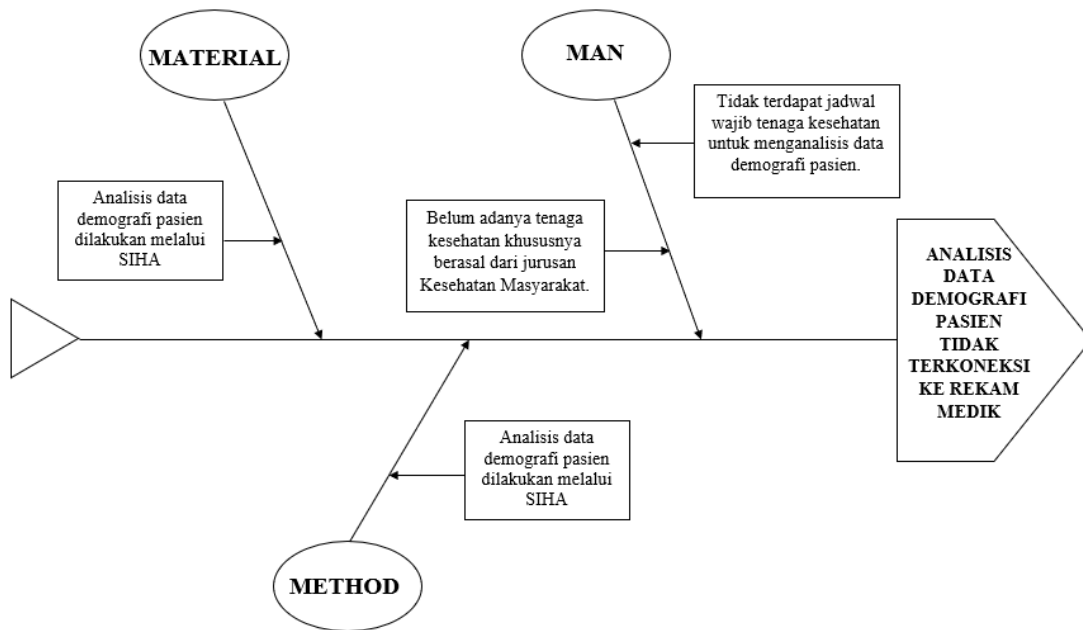 MATERIAL
MAN
Tidak terdapat jadwal
wajib tenaga kesehatan
untuk menganalisis data
demografi pasien.
Analisis data
demografi pasien
dilakukan melalui
SIHA
Belum adanya tenaga
kesehatan khususnya
berasal dari jurusan
Kesehatan Masyarakat.
ANALISIS
DATA
DEMOGRAFI
PASIEN
TIDAK
TERKONEKSI
KE REKAM
MEDIK
Analisis data
demografi pasien
dilakukan melalui
SIHA
METHOD